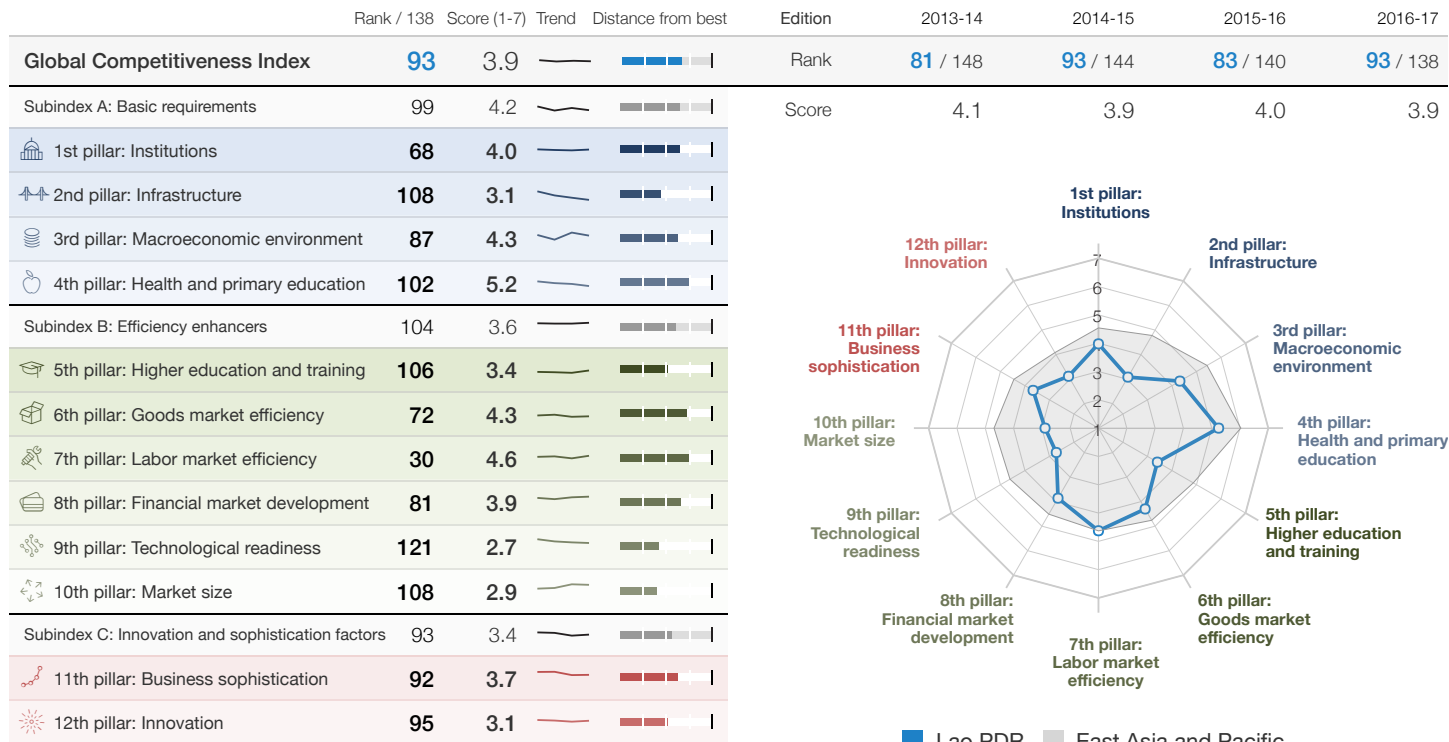 Rank / 138 Score (1-7) Trend Distance from best
Global Competitiveness Index 93 3.9
Subindex A: Basic requirements 99 4.2
1st pillar: Institutions 68 4.0
2nd pillar: Infrastructure 108 3.1
3rd pillar: Macroeconomic environment 87 4.3
4th pillar: Health and primary education 102 5.2
Subindex B: Efficiency enhancers 104 3.6
5th pillar: Higher education and training 106 3.4
6th pillar: Goods market efficiency 72 4.3
7th pillar: Labor market efficiency 30 4.6
8th pillar: Financial market development 81 3.9
9th pillar: Technological readiness 121 2.7
10th pillar: Market size 108 2.9
Subindex C: Innovation and sophistication factors 93 3.4
11th pillar: Business sophistication 92 3.7
12th pillar: Innovation 95 3.1
Edition 2013-14 2014-15 2015-16 2016-17
Rank 81 / 148 93 / 144 83 / 140 93 / 138
Score 4.1 3.9 4.0 3.9
1st pillar:
Institutions
2nd pillar:
Infrastructure
3rd pillar:
Macroeconomic
environment
4th pillar:
Health and primary
education
5th pillar:
Higher education
and training
6th pillar:
Goods market
efficiency
7th pillar:
Labor market
efficiency
8th pillar:
Financial market
development
9th pillar:
Technological
readiness
10th pillar:
Market size
11th pillar:
Business
sophistication
12th pillar:
Innovation
7
6
5
3
2
1
Lao PDR East Asia and Pacific